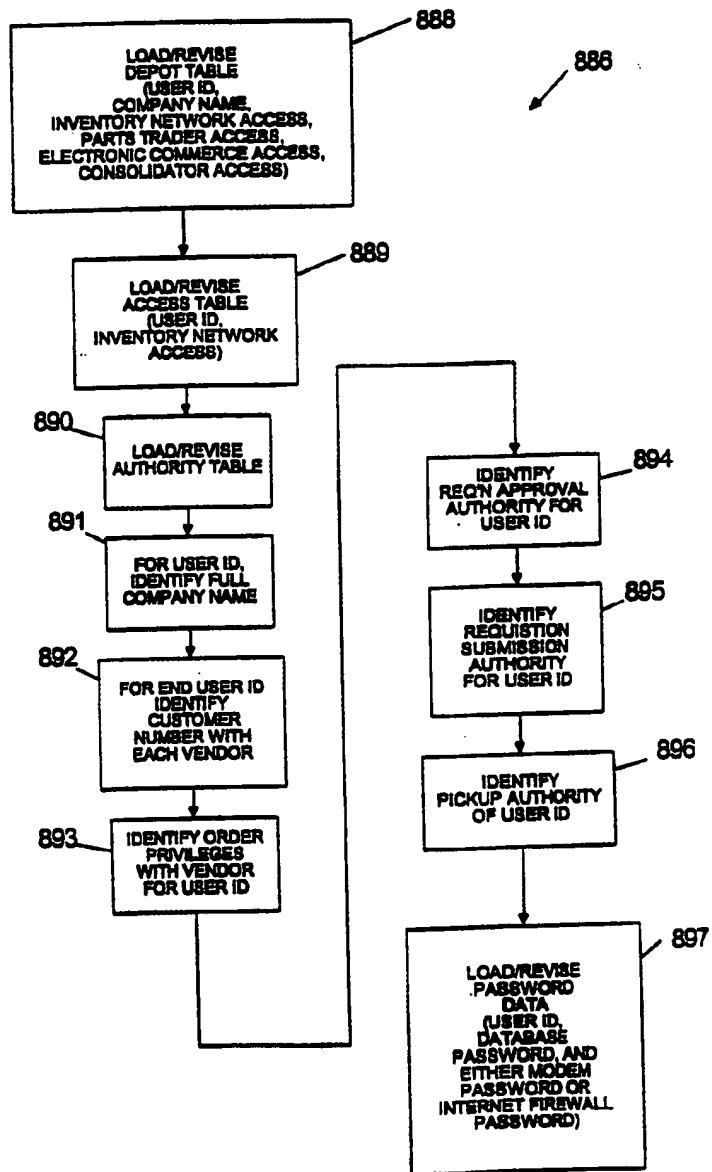 888
LOAD/REVISE
DEPOT TABLE
(USER ID,
COMPANY NAME,
INVENTORY NETWORK ACCESS,
PARTS TRADER ACCESS,
ELECTRONIC COMMERCE ACCESS,
CONSOLIDATOR ACCESS)
886
889
LOAD/REVISE
ACCESS TABLE
(USER ID,
INVENTORY NETWORK
ACCESS)
890
LOAD/REVISE
AUTHORITY TABLE
891
FOR USER ID,
IDENTIFY FULL
COMPANY NAME
892
FOR END USER ID
IDENTIFY
CUSTOMER
NUMBER WITH
EACH VENDOR
893
IDENTIFY ORDER
PRIVILEGES
WITH VENDOR
FOR USER ID
894
IDENTIFY
REQ'N APPROVAL
AUTHORITY FOR
USER ID
895
IDENTIFY
REQUISTION
SUBMISSION
AUTHORITY
FOR USER ID
896
IDENTIFY
PICKUP AUTHORITY
OF USER ID
897
LOAD/REVISE
PASSWORD
DATA
(USER ID,
DATABASE
PASSWORD, AND
EITHER MODEM
PASSWORD OR
INTERNET FIREWALL
PASSWORD)